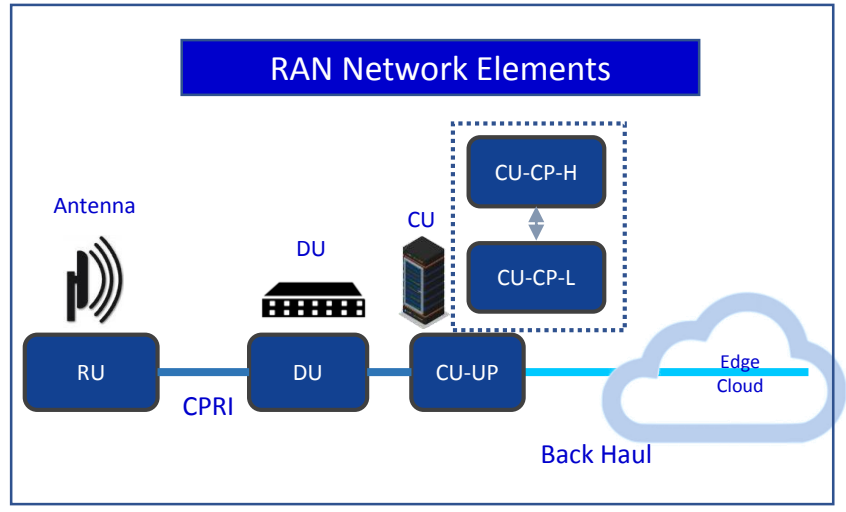 RAN Network Elements
CU-CP-H
Antenna
CU
DU
CU-CP-L
RU
DU
CU-UP
Edge
Cloud
CPRI
Back Haul